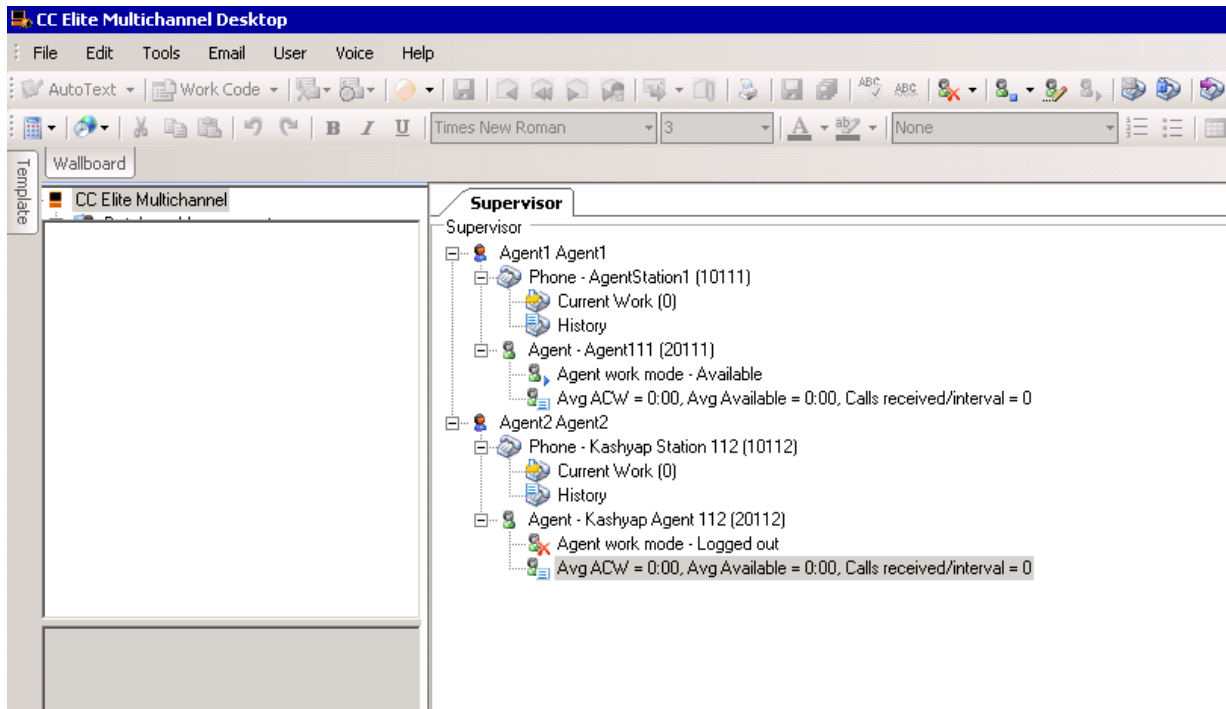 CC Elite Multichannel Desktop
File Edit Tools Email User Voice Help
AutoText Work Code ABC ABC
B I U Times New Roman 3 A ab None
Template
Wallboard
CC Elite Multichannel
Supervisor
Supervisor
Agent1 Agent1
Phone - AgentStation1 (10111)
Current Work (0)
History
Agent - Agent111 (20111)
Agent work mode - Available
Avg ACW = 0:00, Avg Available = 0:00, Calls received/interval = 0
Agent2 Agent2
Phone - Kashyap Station 112 (10112)
Current Work (0)
History
Agent - Kashyap Agent 112 (20112)
Agent work mode - Logged out
Avg ACW = 0:00, Avg Available = 0:00, Calls received/interval = 0